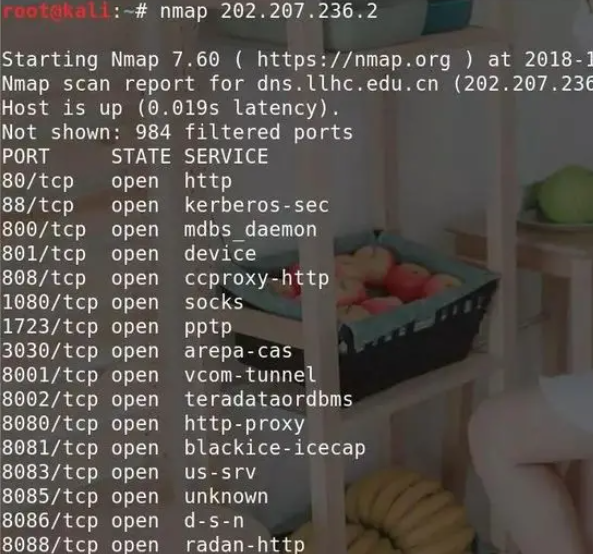 root@kali:~# nmap 202.207.236.2
Starting Nmap 7.60 ( https://nmap.org ) at 2018-1
Nmap scan report for dns.llhc.edu.cn (202.207.236
Host is up (0.019s latency).
Not shown: 984 filtered ports
PORT STATE SERVICE
80/tcp open http
88/tcp open kerberos-sec
800/tcp open mdbs_daemon
801/tcp open device
808/tcp open ccproxy-http
1080/tcp open socks
1723/tcp open pptp
3030/tcp open arepa-cas
8001/tcp open vcom-tunnel
8002/tcp open teradataordbms
8080/tcp open http-proxy
8081/tcp open blackice-icecap
8083/tcp open us-srv
8085/tcp open unknown
8086/tcp open d-s-n
8088/tcp open radan-http